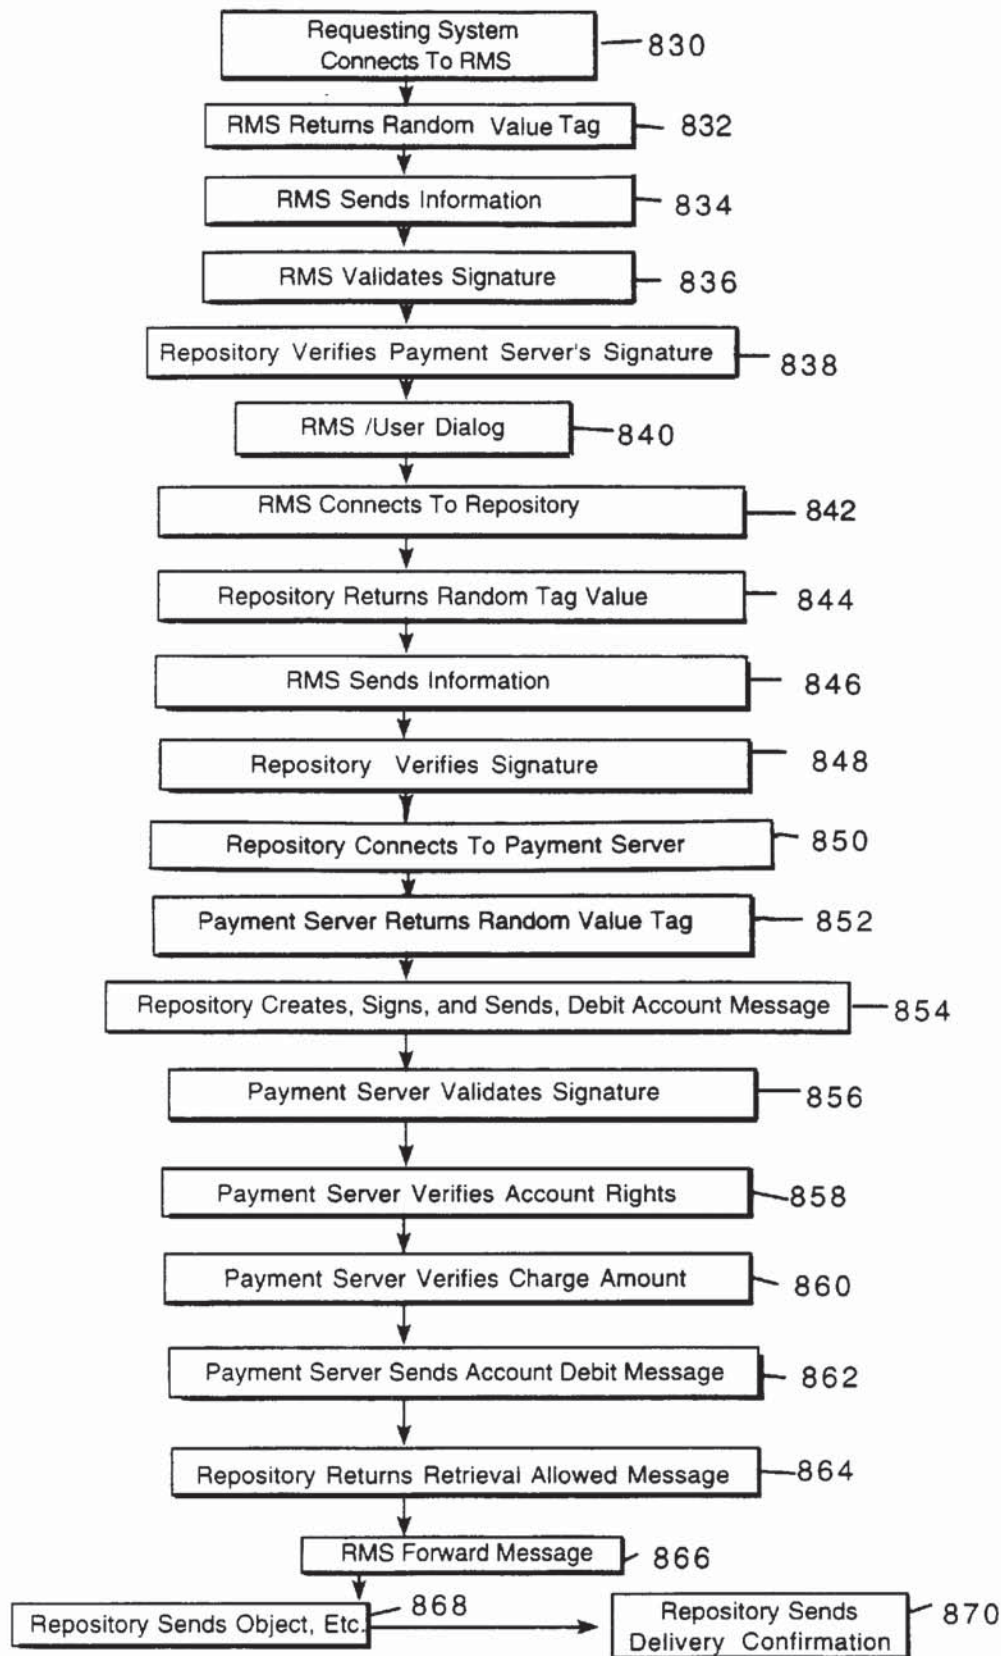 Requesting System
Connects To RMS
830
RMS Returns Random Value Tag
832
RMS Sends Information
834
RMS Validates Signature
836
Repository Verifies Payment Server's Signature
838
RMS /User Dialog
840
RMS Connects To Repository
842
Repository Returns Random Tag Value
844
RMS Sends Information
846
Repository Verifies Signature
848
Repository Connects To Payment Server
850
Payment Server Returns Random Value Tag
852
Repository Creates, Signs, and Sends, Debit Account Message
854
Payment Server Validates Signature
856
Payment Server Verifies Account Rights
858
Payment Server Verifies Charge Amount
860
Payment Server Sends Account Debit Message
862
Repository Returns Retrieval Allowed Message
864
RMS Forward Message
866
Repository Sends Object, Etc.
868
Repository Sends
Delivery Confirmation
870